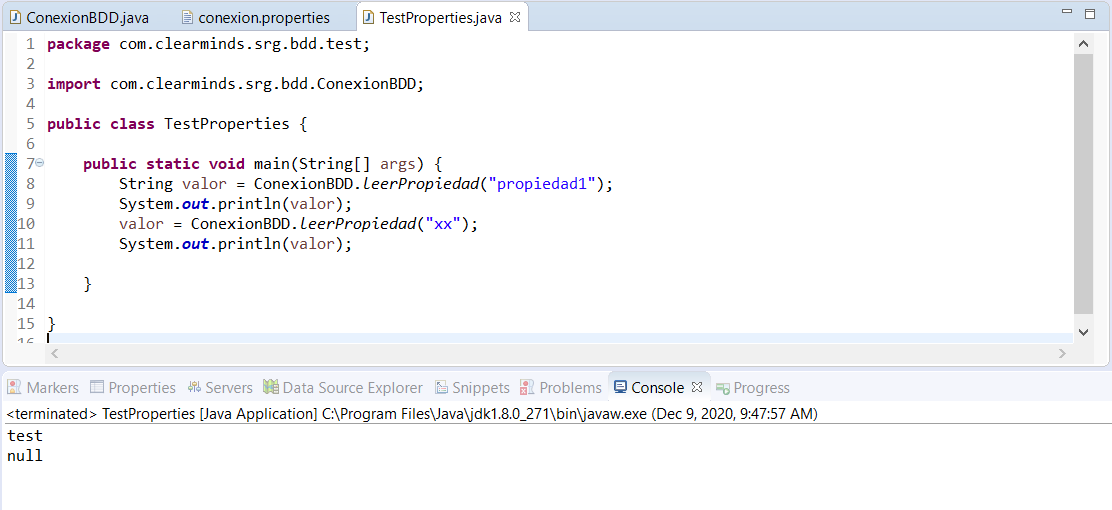 ConexionBDD.java conexion.properties TestProperties.java
1 package com.clearminds.srg.bdd.test;
2
3 import com.clearminds.srg.bdd.ConexionBDD;
4
5 public class TestProperties {
6
7 public static void main(String[] args) {
8 String valor = ConexionBDD.leerPropiedad("propiedad1");
9 System.out.println(valor);
10 valor = ConexionBDD.leerPropiedad("xx");
11 System.out.println(valor);
12
13 }
14
15 }
16
Markers Properties Servers Data Source Explorer Snippets Problems Console Progress
<terminated> TestProperties [Java Application] C:\Program Files\Java\jdk1.8.0_271\bin\javaw.exe (Dec 9, 2020, 9:47:57 AM)
test
null